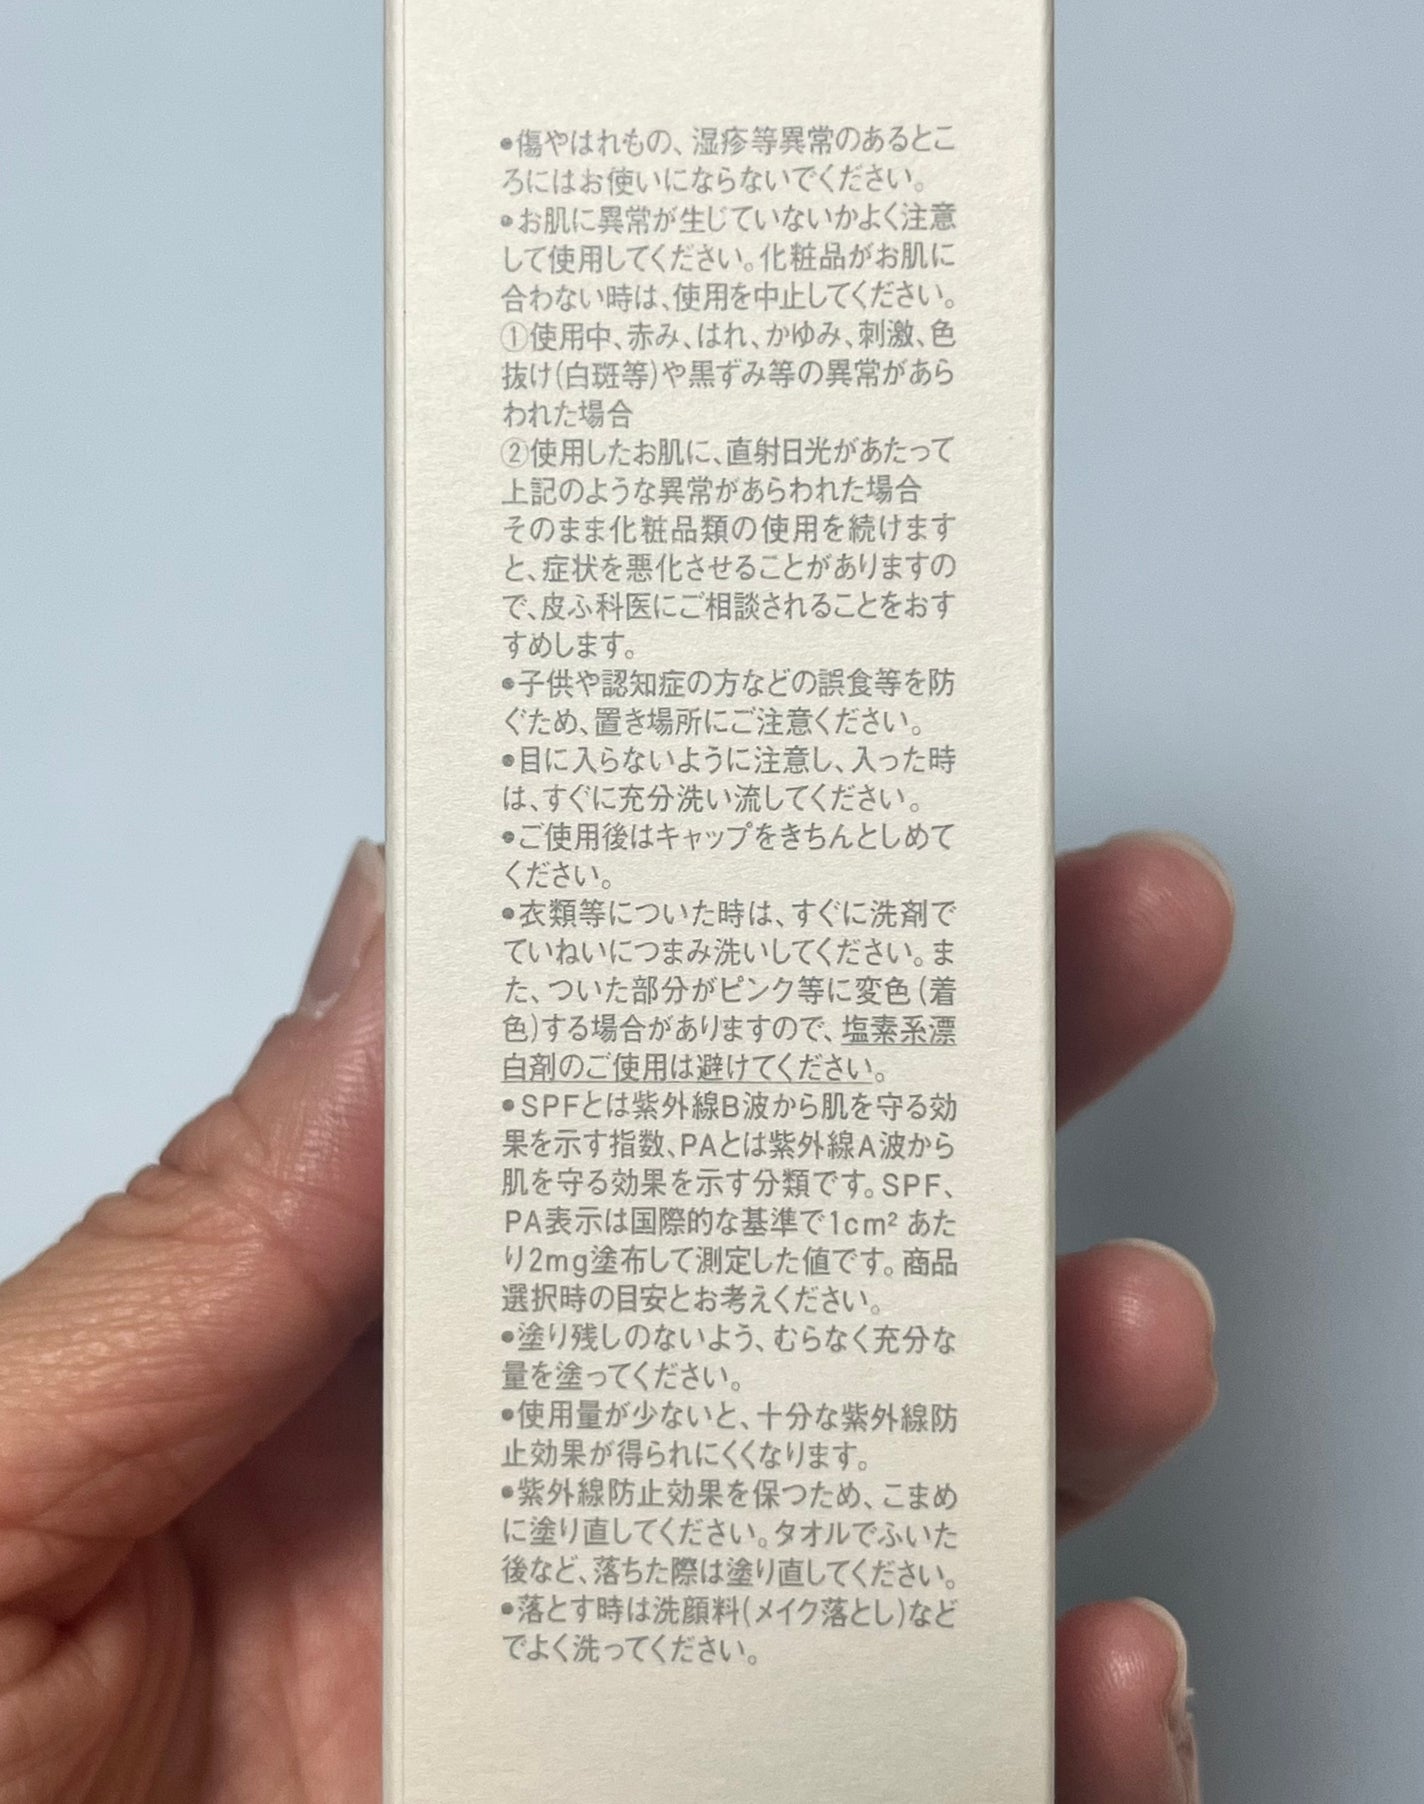 ●傷やはれもの、湿疹等異常のあるとこ
ろにはお使いにならないでください。
●お肌に異常が生じていないかよく注意
して使用してください。化粧品がお肌に
合わない時は、使用を中止してください。
①使用中、赤み、はれ、かゆみ、刺激、色
抜け(白斑等)や黒ずみ等の異常があら
われた場合
②使用したお肌に、直射日光があたって
上記のような異常があらわれた場合
そのまま化粧品類の使用を続けます
と、症状を悪化させることがありますの
で、皮ふ科医にご相談されることをおす
すめします。
●子供や認知症の方などの誤食等を防
ぐため、置き場所にご注意ください。
●目に入らないように注意し、入った時
は、すぐに充分洗い流してください。
●ご使用後はキャップをきちんとしめて
ください。
●衣類等についた時は、すぐに洗剤で
ていねいにつまみ洗いしてください。ま
た、ついた部分がピンク等に変色(着
色)する場合がありますので、塩素系漂
白剤のご使用は避けてください。
●SPFとは紫外線B波から肌を守る効
果を示す指数、PAとは紫外線A波から
肌を守る効果を示す分類です。SPF、
PA表示は国際的な基準で1cm² あた
り2mg塗布して測定した値です。商品
選択時の目安とお考えください。
●塗り残しのないよう、むらなく充分な
量を塗ってください。
●使用量が少ないと、十分な紫外線防
止効果が得られにくくなります。
●紫外線防止効果を保つため、こまめ
に塗り直してください。タオルでふいた
後など、落ちた際は塗り直してください。
●落とす時は洗顔料(メイク落とし)など
でよく洗ってください。